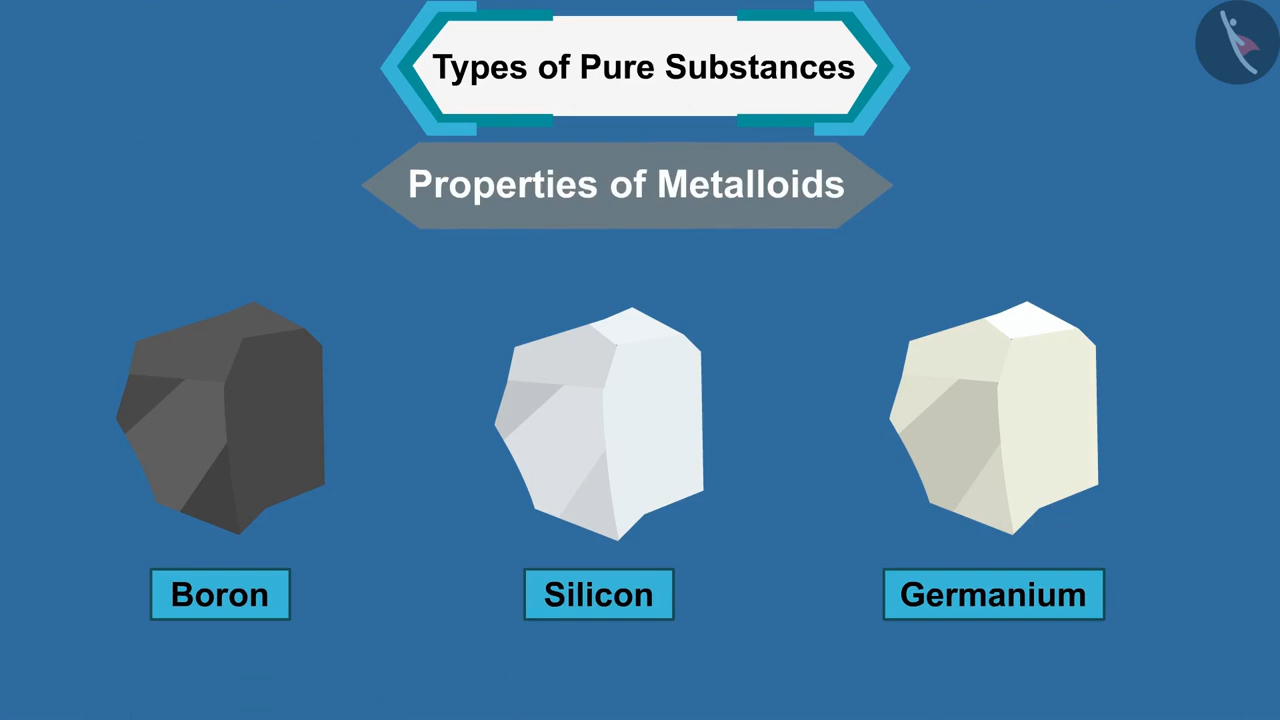 Types of Pure Substances
Properties of Metalloids
Boron
Silicon
Germanium